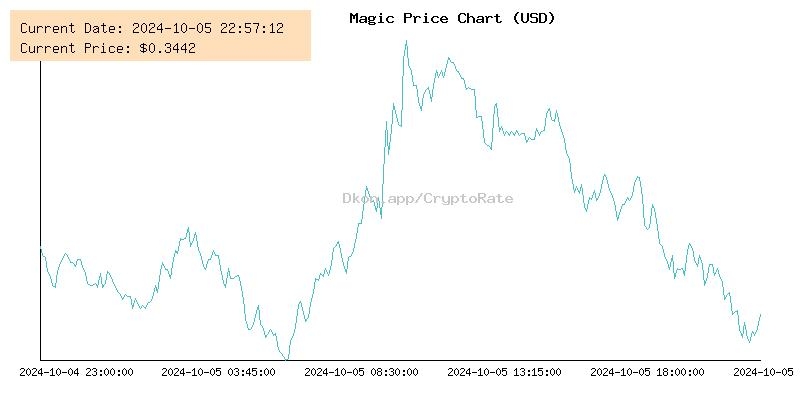 Magic Price Chart (USD)
Current Date: 2024-10-05 22:57:12
Current Price: $0.3442
Dkon.app/CryptoRate
2024-10-04 23:00:00 2024-10-05 03:45:00 2024-10-05 08:30:00 2024-10-05 13:15:00 2024-10-05 18:00:00 2024-10-05